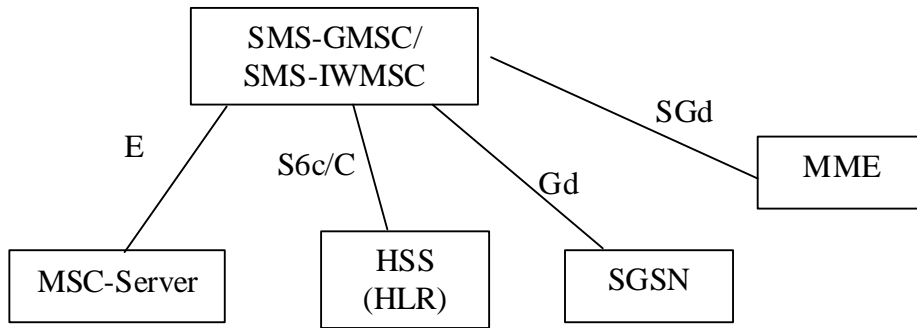 SMS-GMSC/
SMS-IWMSC
E
S6c/C
Gd
SGd
MME
MSC-Server
HSS
(HLR)
SGSN